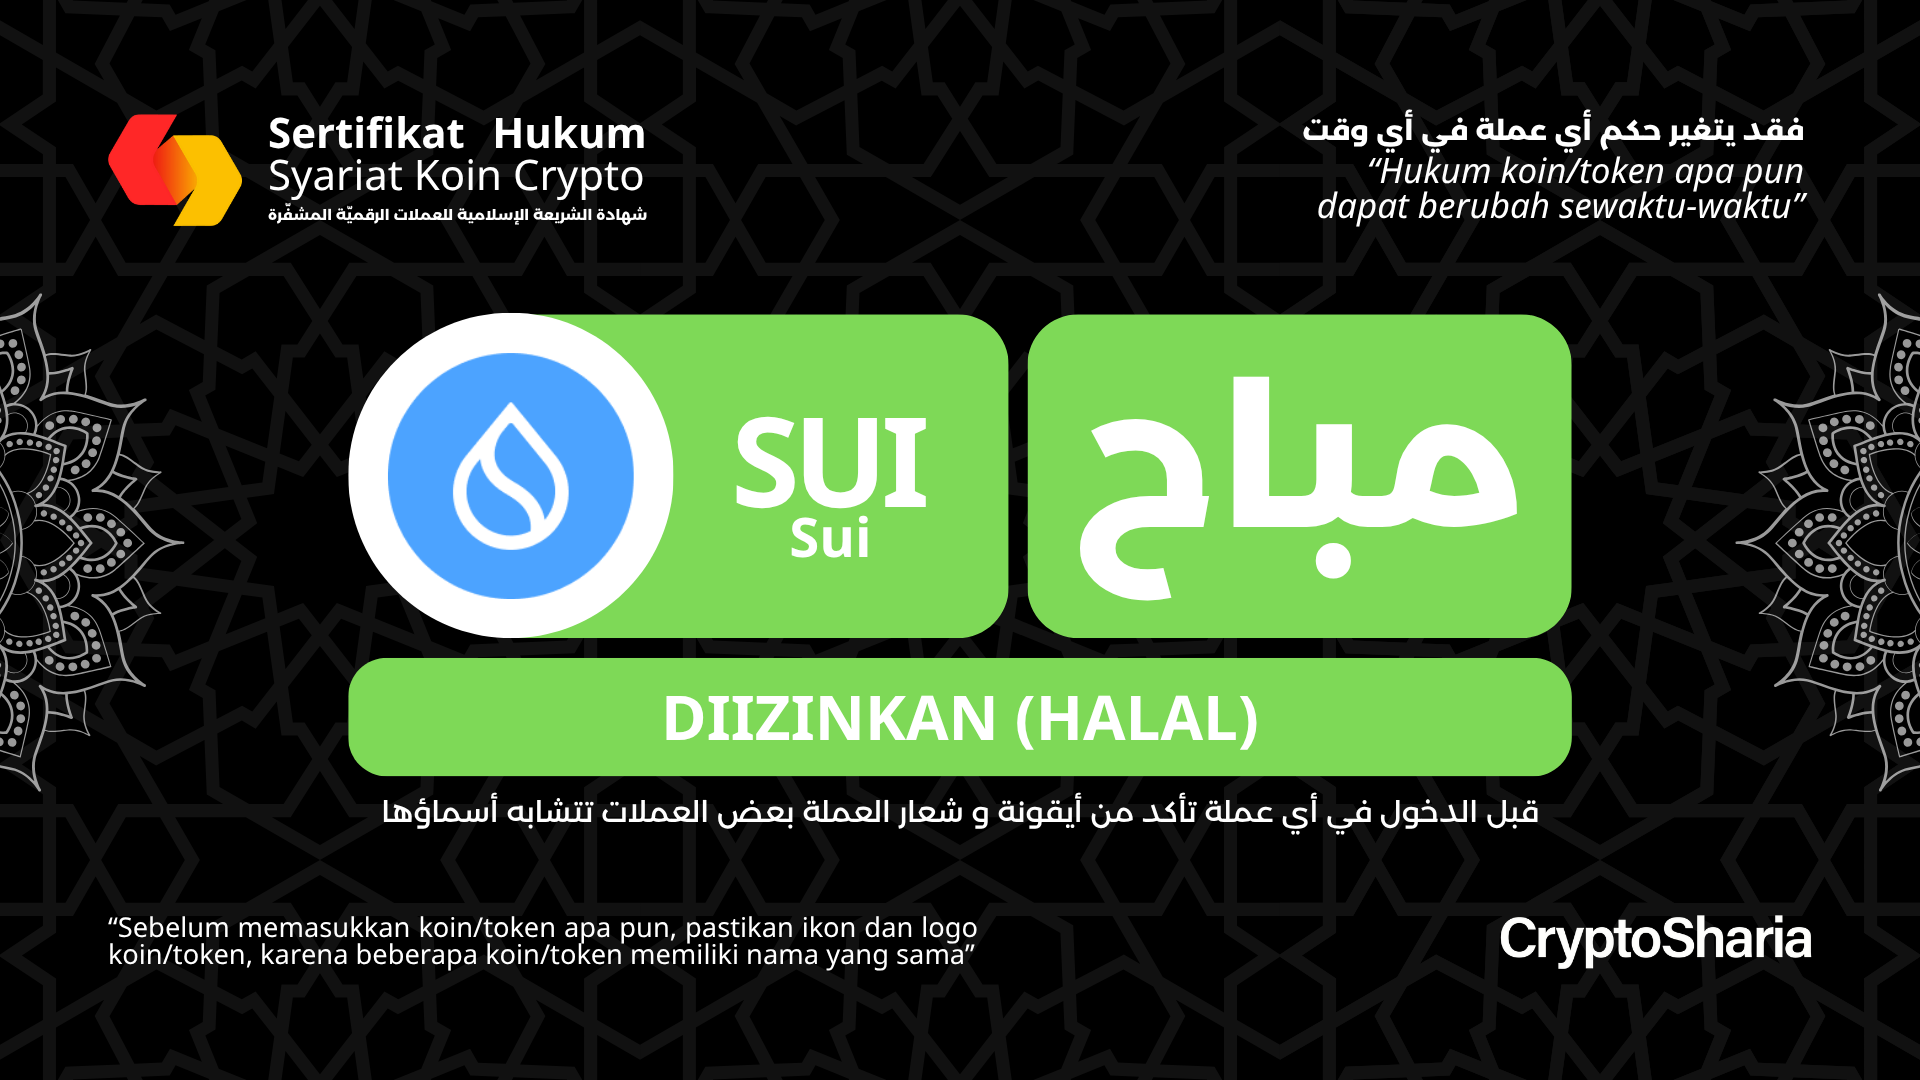 Sertifikat Hukum
Syariat Koin Crypto
شهادة الشريعة الإسلامية للعملات الرقميّة المشفّرة
فقد يتغير حكم أي عملة في أي وقت
“Hukum koin/token apa pun
dapat berubah sewaktu-waktu”
SUI
Sui
مباح
DIIZINKAN (HALAL)
قبل الدخول في أي عملة تأكد من أيقونة و شعار العملة بعض العملات تتشابه أسماؤها
“Sebelum memasukkan koin/token apa pun, pastikan ikon dan logo
koin/token, karena beberapa koin/token memiliki nama yang sama”
CryptoSharia